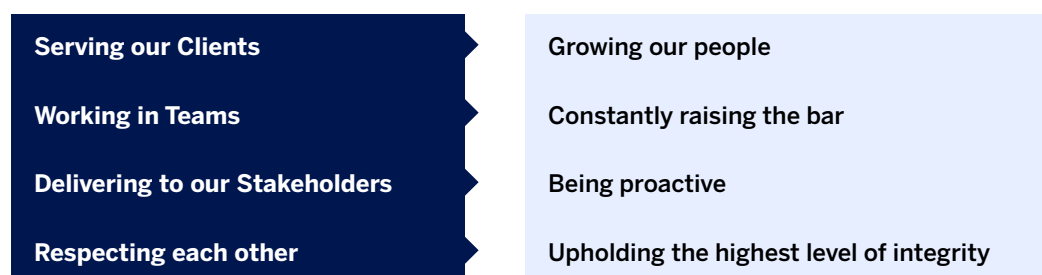 Serving our Clients
Growing our people
Working in Teams
Constantly raising the bar
Delivering to our Stakeholders
Being proactive
Respecting each other
Upholding the highest level of integrity